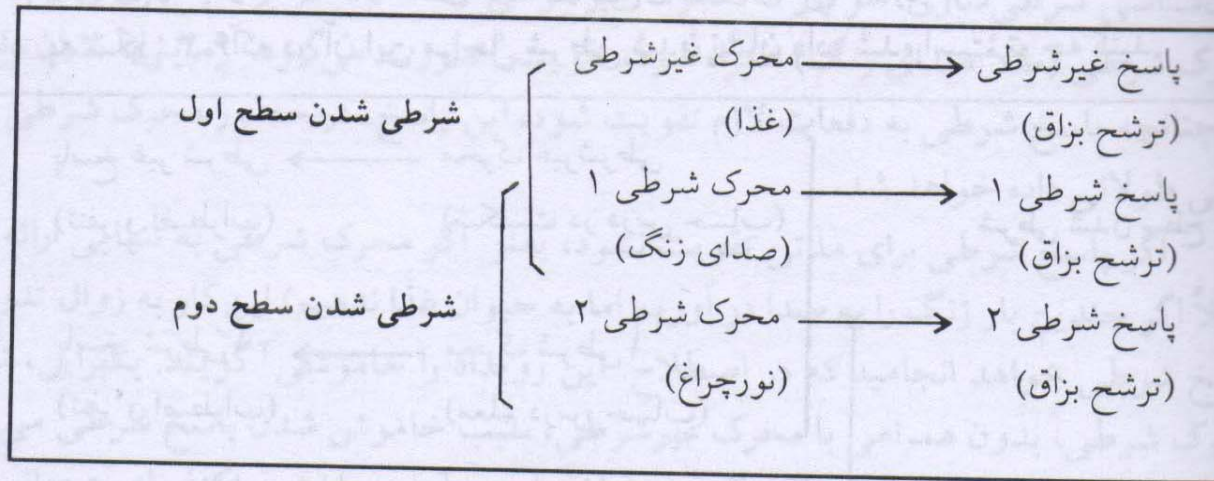 پاسخ غیرشرطی ← محرک غیرشرطی
(ترشح بزاق) (غذا)
شرطی شدن سطح اول
پاسخ شرطی ۱ ← محرک شرطی ۱
(ترشح بزاق) (صدای زنگ)
شرطی شدن سطح دوم
پاسخ شرطی ۲ ← محرک شرطی ۲
(ترشح بزاق) (نورچراغ)